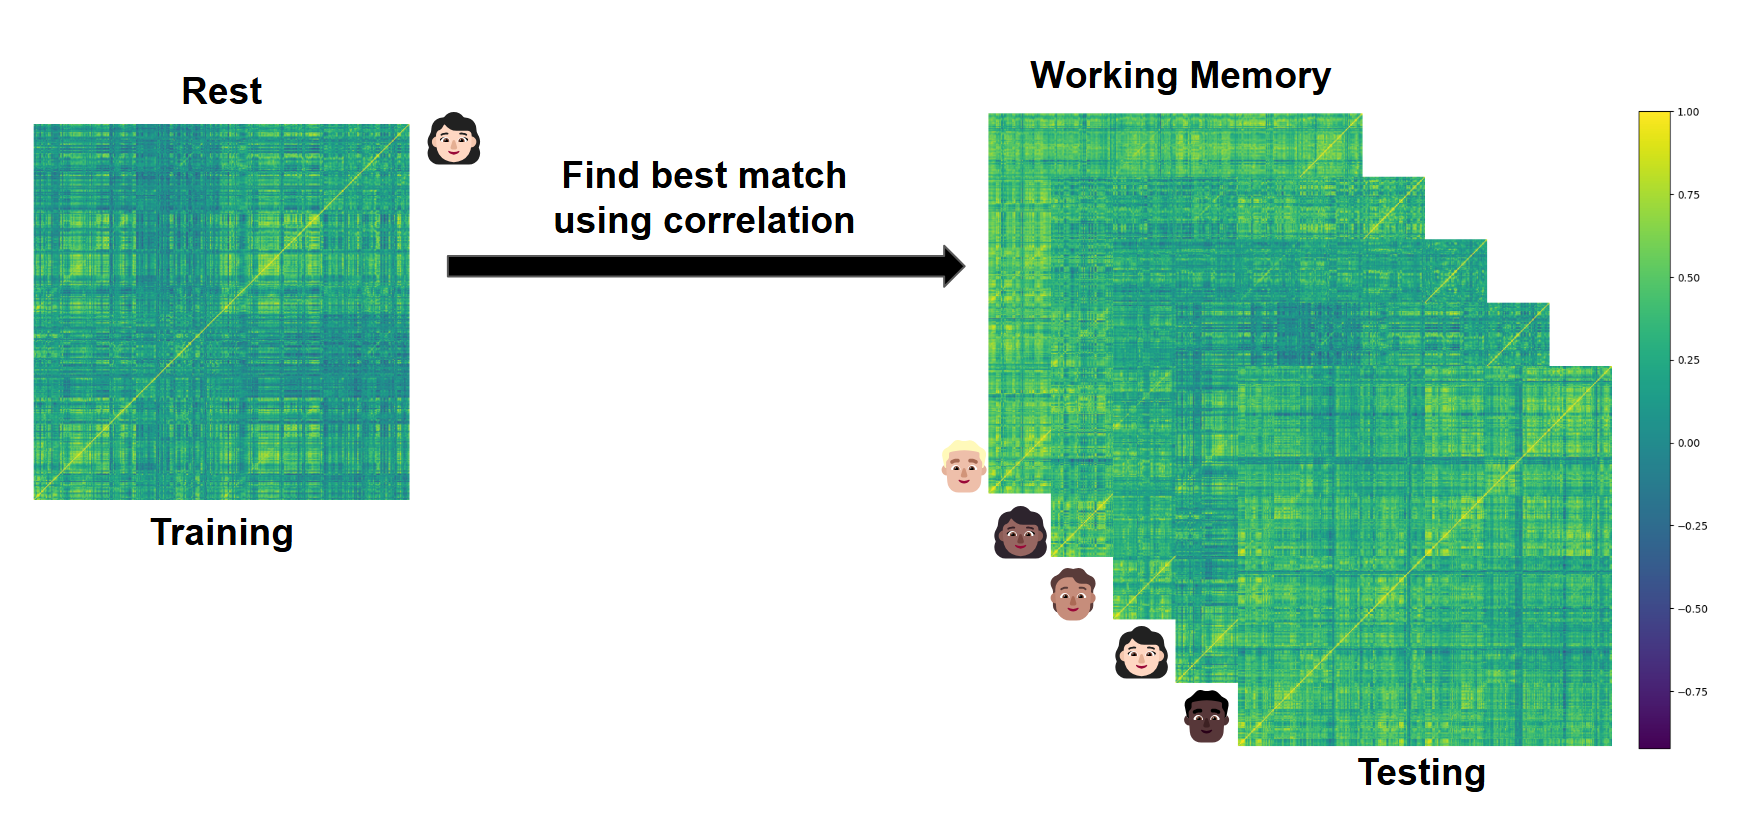 Rest
Training
Find best match
using correlation
Working Memory
Testing
1.00
0.75
0.50
0.25
0.00
−0.25
−0.50
−0.75